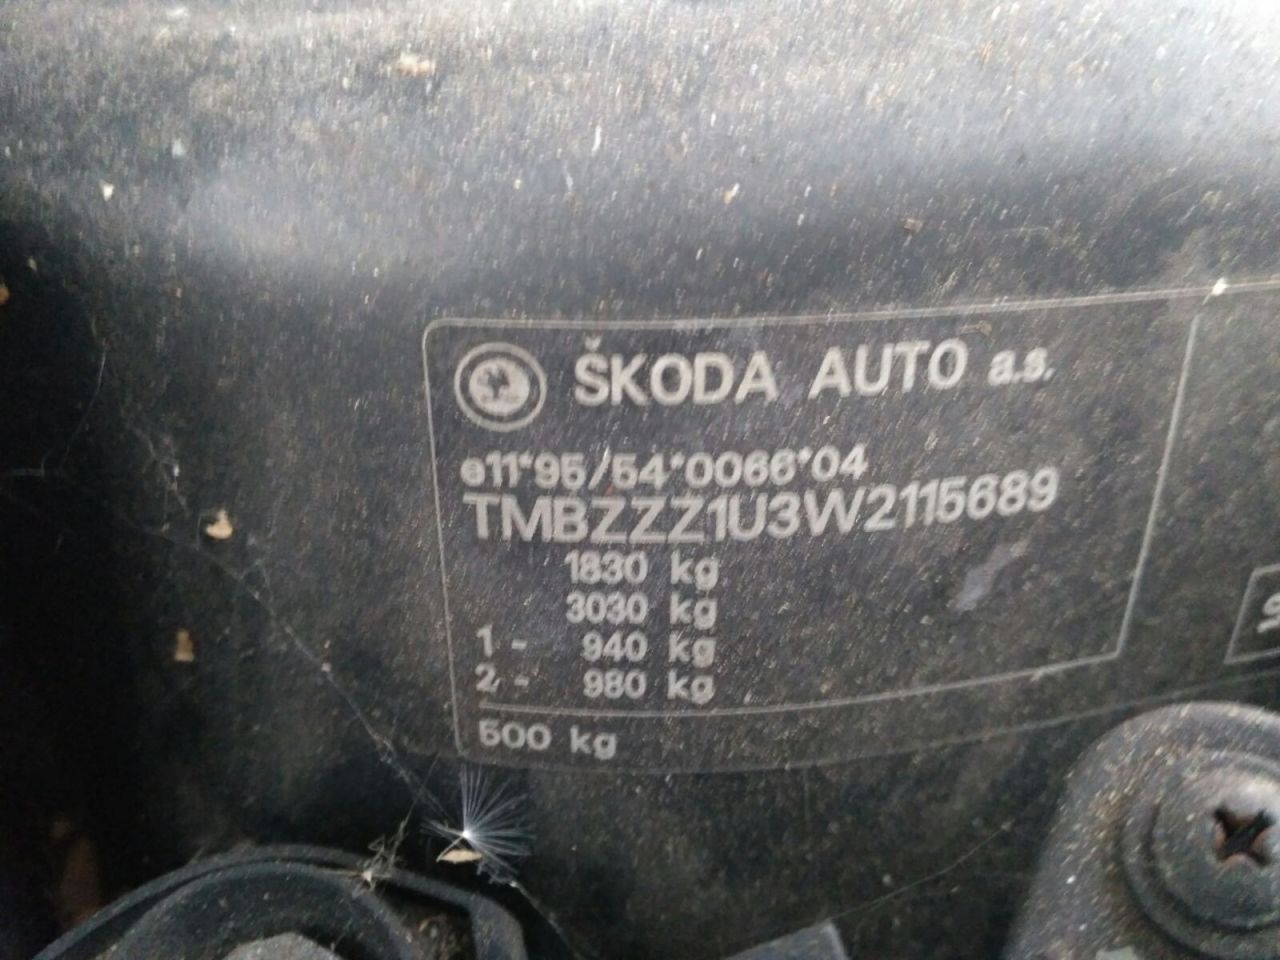 ŠKODA AUTO a.s.
e11*95/54*0066*04
TMBZZZ1U3W2115689
1830 kg
3030 kg
1 - 940 kg
2 - 980 kg
500 kg